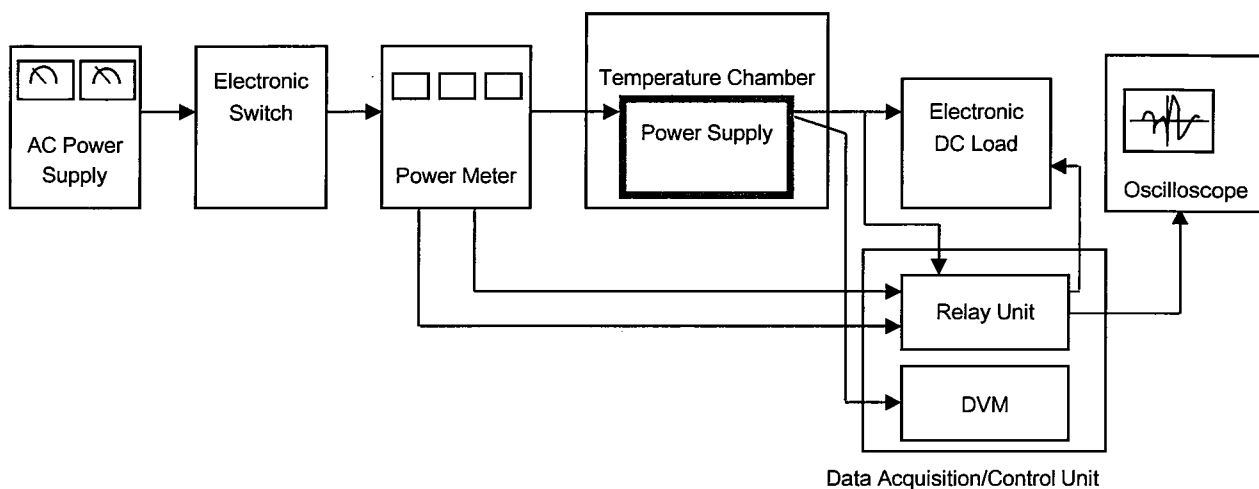 AC Power
Supply
Electronic
Switch
Power Meter
Temperature Chamber
Power Supply
Electronic
DC Load
Oscilloscope
Relay Unit
DVM
Data Acquisition/Control Unit